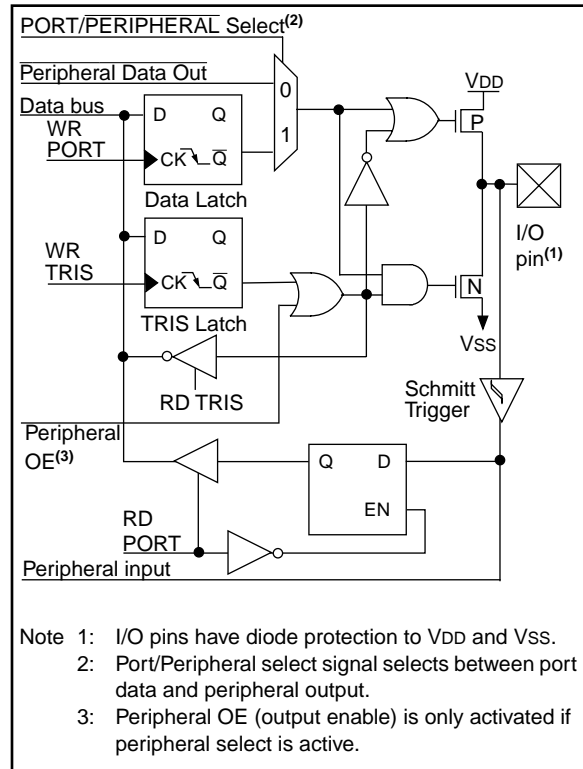 PORT/PERIPHERAL Select(2)
Peripheral Data Out
Data bus
WR
PORT
D Q
CK Q
Data Latch
0
1
VDD
P
I/O
pin(1)
WR
TRIS
D Q
CK Q
TRIS Latch
N
VSS
RD TRIS
Schmitt
Trigger
Peripheral
OE(3)
Q D
EN
RD
PORT
Peripheral input
Note 1: I/O pins have diode protection to VDD and VSS.
2: Port/Peripheral select signal selects between port
data and peripheral output.
3: Peripheral OE (output enable) is only activated if
peripheral select is active.